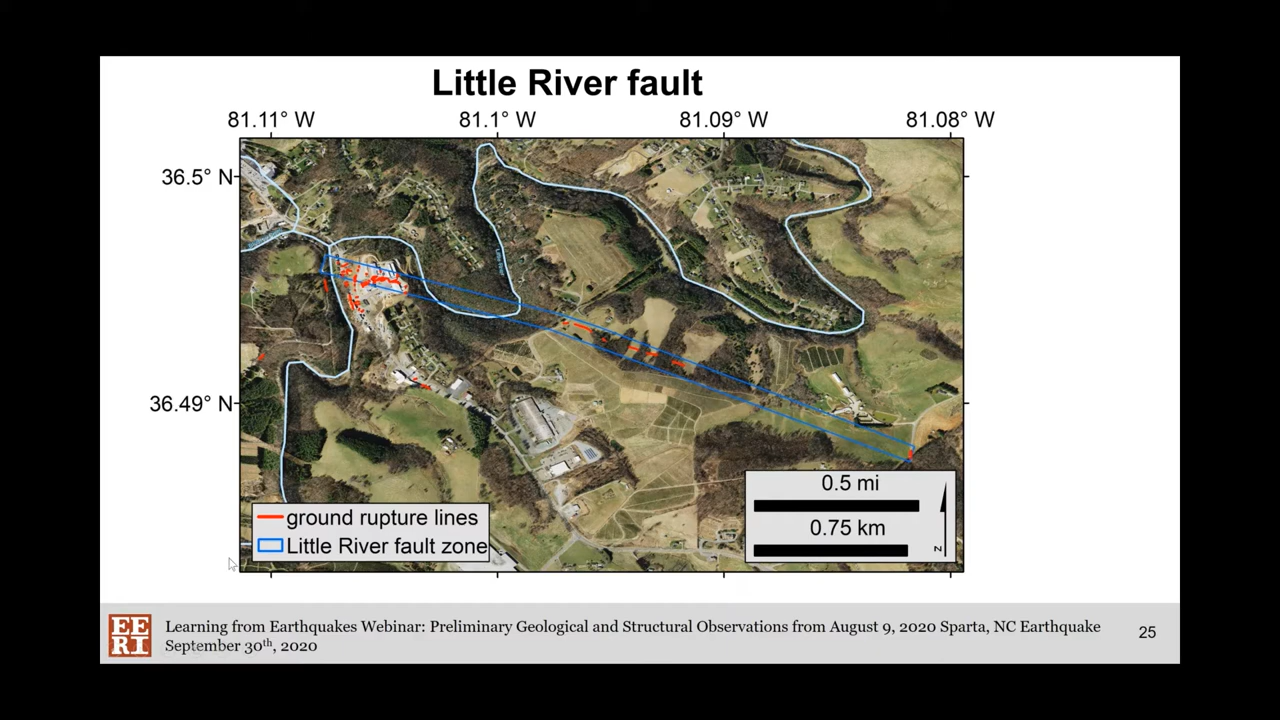 Little River fault
81.11° W
81.1° W
81.09° W
81.08° W
36.5° N
36.49° N
ground rupture lines
Little River fault zone
0.5 mi
0.75 km
N
EE
RI
Learning from Earthquakes Webinar: Preliminary Geological and Structural Observations from August 9, 2020 Sparta, NC Earthquake
September 30th, 2020
25